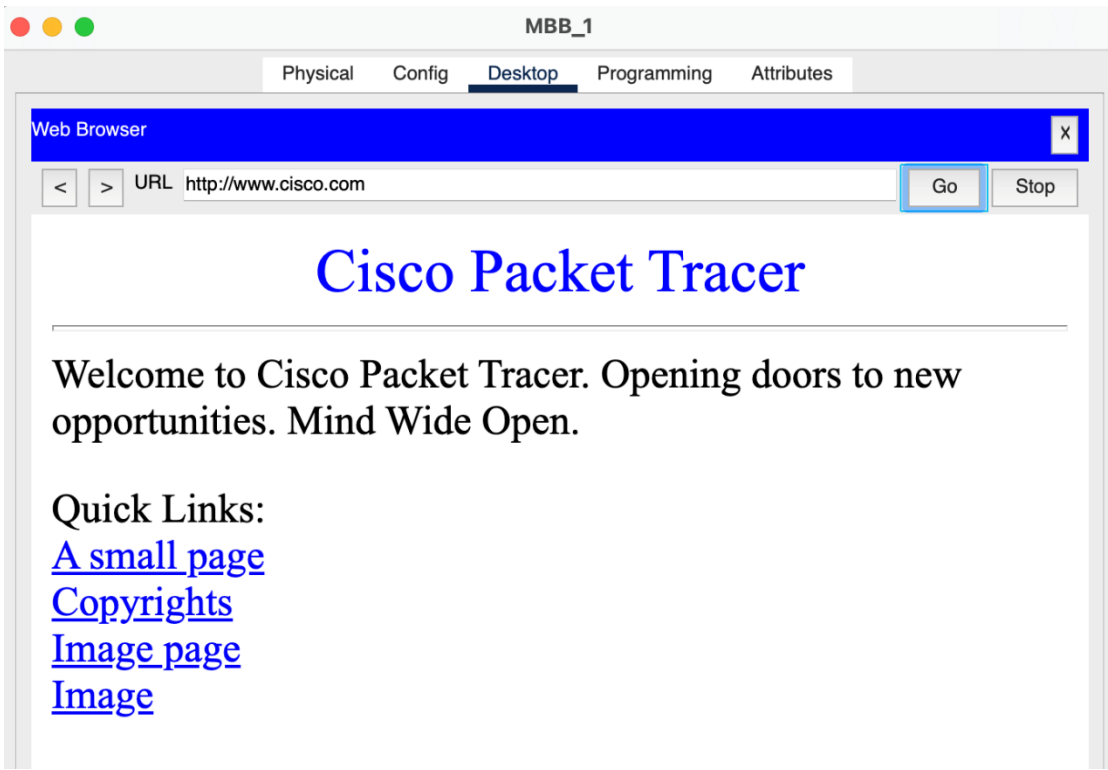 MBB_1
Physical Config Desktop Programming Attributes
Web Browser X
< > URL http://www.cisco.com Go Stop
Cisco Packet Tracer
Welcome to Cisco Packet Tracer. Opening doors to new
opportunities. Mind Wide Open.
Quick Links:
A small page
Copyrights
Image page
Image